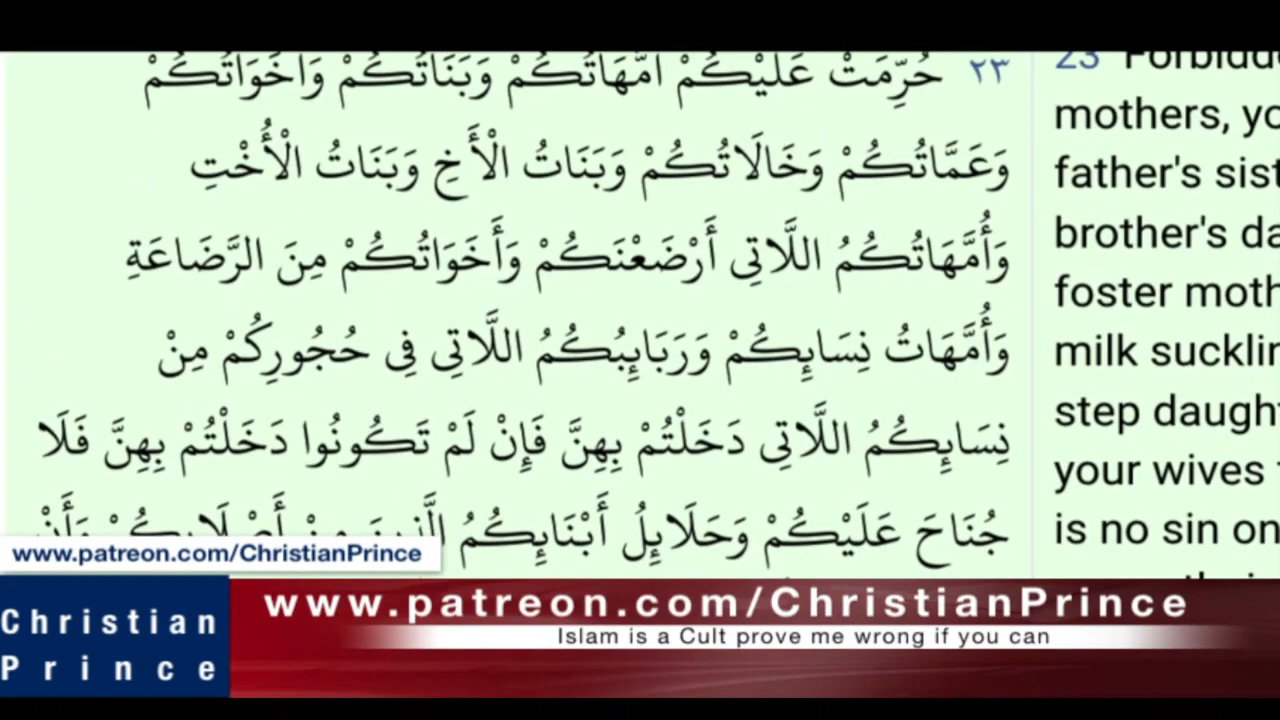 ٢٣ حُرِّمَتْ عَلَيْكُمْ أُمَّهَاتُكُمْ وَبَنَاتُكُمْ وَأَخَوَاتُكُمْ
وَعَمَّاتُكُمْ وَخَالَاتُكُمْ وَبَنَاتُ الْأَخِ وَبَنَاتُ الْأُخْتِ
وَأُمَّهَاتُكُمُ اللَّاتِى أَرْضَعْنَكُمْ وَأَخَوَاتُكُمْ مِنَ الرَّضَاعَةِ
وَأُمَّهَاتُ نِسَائِكُمْ وَرَبَائِبُكُمُ اللَّاتِى فِى حُجُورِكُمْ مِنْ
نِسَائِكُمُ اللَّاتِى دَخَلْتُمْ بِهِنَّ فَإِنْ لَمْ تَكُونُوا دَخَلْتُمْ بِهِنَّ فَلَا
جُنَاحَ عَلَيْكُمْ وَحَلَائِلُ أَبْنَائِكُمُ
23
mothers,
father's
brother's
foster
milk
step
your wives
is no sin on
www.patreon.com/ChristianPrince
Christian
Prince
www.patreon.com/ChristianPrince
Islam is a Cult prove me wrong if you can